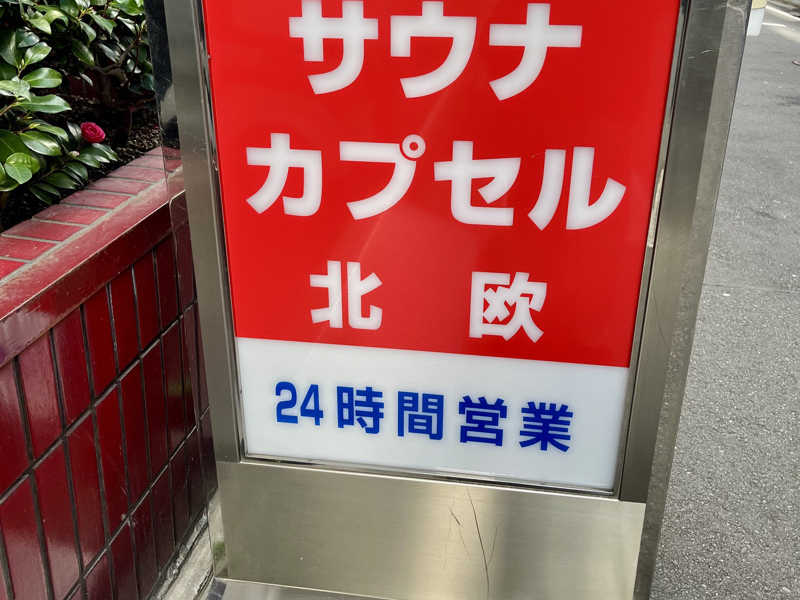 サウナ
カプセル
北欧
24時間営業